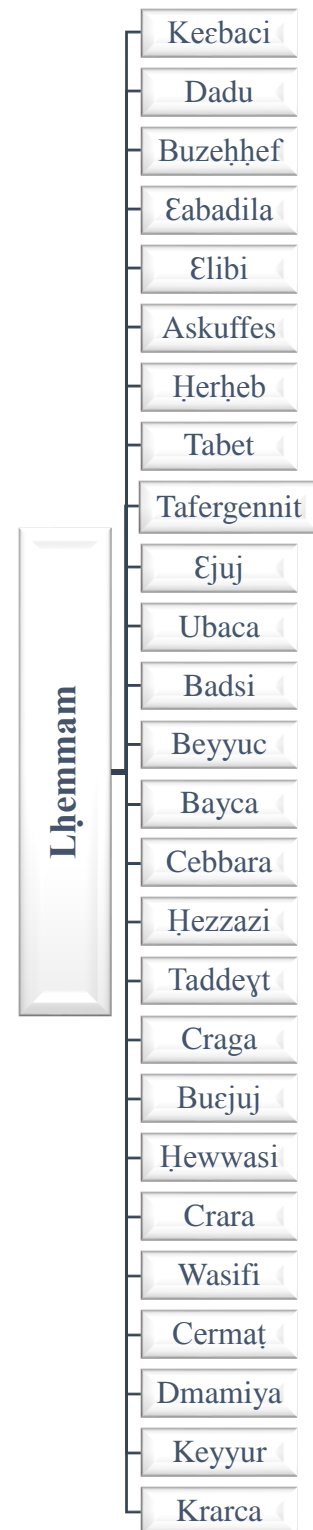 Lḥemmam
Keɛbaci
Dadu
Buzeḥḥef
Ɛabadila
Ɛlibi
Askuffes
Ḥerḥeb
Tabet
Tafergennit
Ɛjuj
Ubaca
Badsi
Beyyuc
Bayca
Cebbara
Ḥezzazi
Taddeɣt
Craga
Buɛjuj
Ḥewwasi
Crara
Wasifi
Cermaṭ
Dmamiya
Keyyur
Krarca